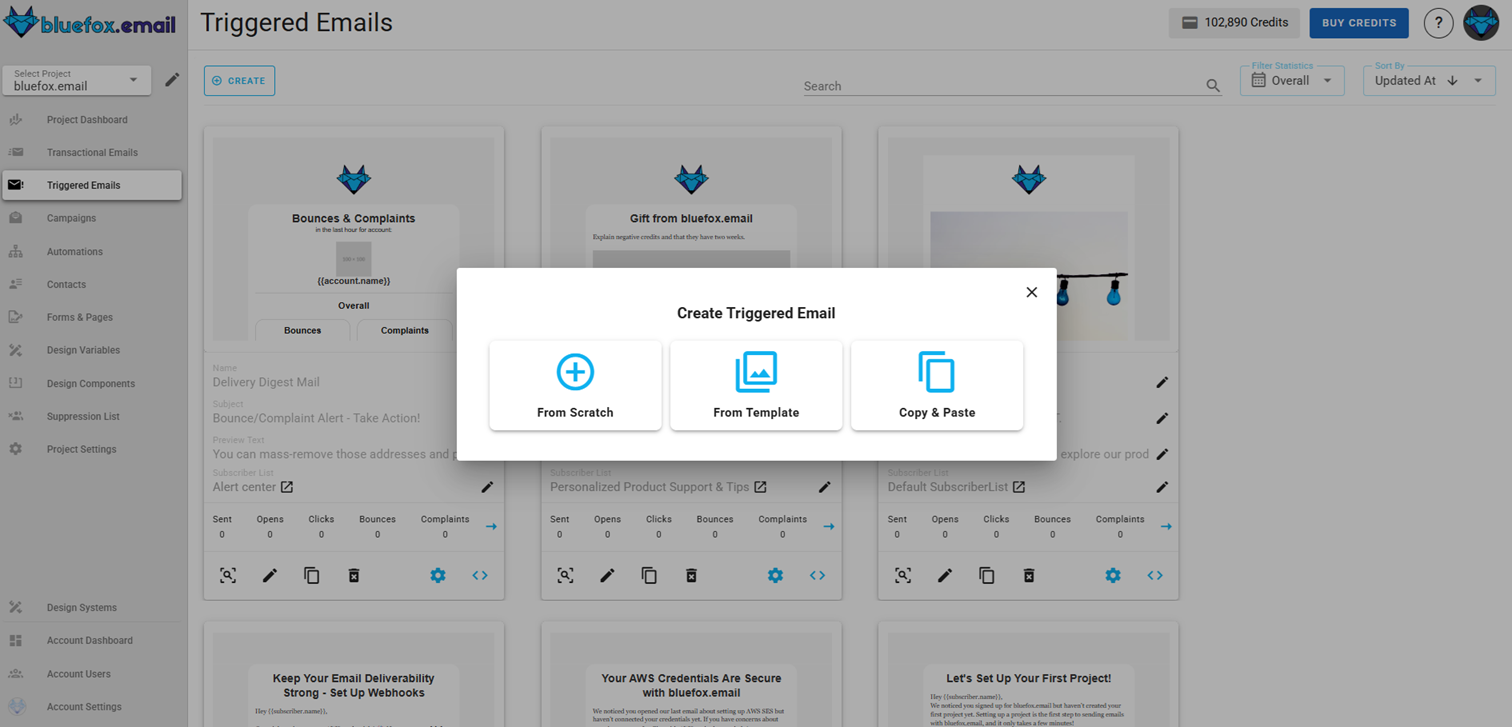 bluefox.email
Triggered Emails
102,890 Credits
BUY CREDITS
?
Select Project
bluefox.email
CREATE
Search
Filter Statistics
Overall
Sort By
Updated At
Project Dashboard
Transactional Emails
Triggered Emails
Campaigns
Automations
Contacts
Forms & Pages
Design Variables
Design Components
Suppression List
Project Settings
Design Systems
Account Dashboard
Account Users
Account Settings
Bounces & Complaints
in the last hour for account:
{{account.name}}
Overall
Bounces
Complaints
Name
Delivery Digest Mail
Subject
Bounce/Complaint Alert - Take Action!
Preview Text
You can mass-remove those addresses and
Subscriber List
Alert center
Sent
Opens
Clicks
Bounces
Complaints
0
0
0
0
0
Gift from bluefox.email
Explain negative credits and that they have two weeks.
Subscriber List
Personalized Product Support & Tips
Sent
Opens
Clicks
Bounces
Complaints
0
0
0
0
0
explore our prod
Subscriber List
Default SubscriberList
Sent
Opens
Clicks
Bounces
Complaints
0
0
0
0
0
Create Triggered Email
From Scratch
From Template
Copy & Paste
Keep Your Email Deliverability
Strong - Set Up Webhooks
Hey {{subscriber.name}},
Your AWS Credentials Are Secure
with bluefox.email
We noticed you opened our last email about setting up AWS SES but
haven't connected your credentials yet. If you have concerns about
Let's Set Up Your First Project!
Hey {{subscriber.name}},
We noticed you signed up for bluefox.email but haven't created your
first project yet. Setting up a project is the first step to sending emails
with bluefox.email, and it only takes a few minutes!